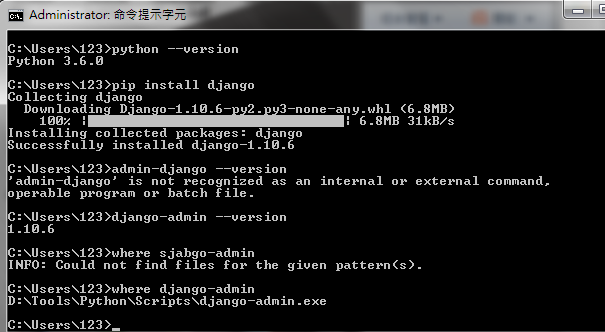 Administrator: 命令提示字元
C:\Users\123>python --version
Python 3.6.0
C:\Users\123>pip install django
Collecting django
Downloading Django-1.10.6-py2.py3-none-any.whl (6.8MB)
100% |████████████████████████████████| 6.8MB 31kB/s
Installing collected packages: django
Successfully installed django-1.10.6
C:\Users\123>admin-django --version
'admin-django' is not recognized as an internal or external command,
operable program or batch file.
C:\Users\123>django-admin --version
1.10.6
C:\Users\123>where sjabgo-admin
INFO: Could not find files for the given pattern(s).
C:\Users\123>where django-admin
D:\Tools\Python\Scripts\django-admin.exe
C:\Users\123>_